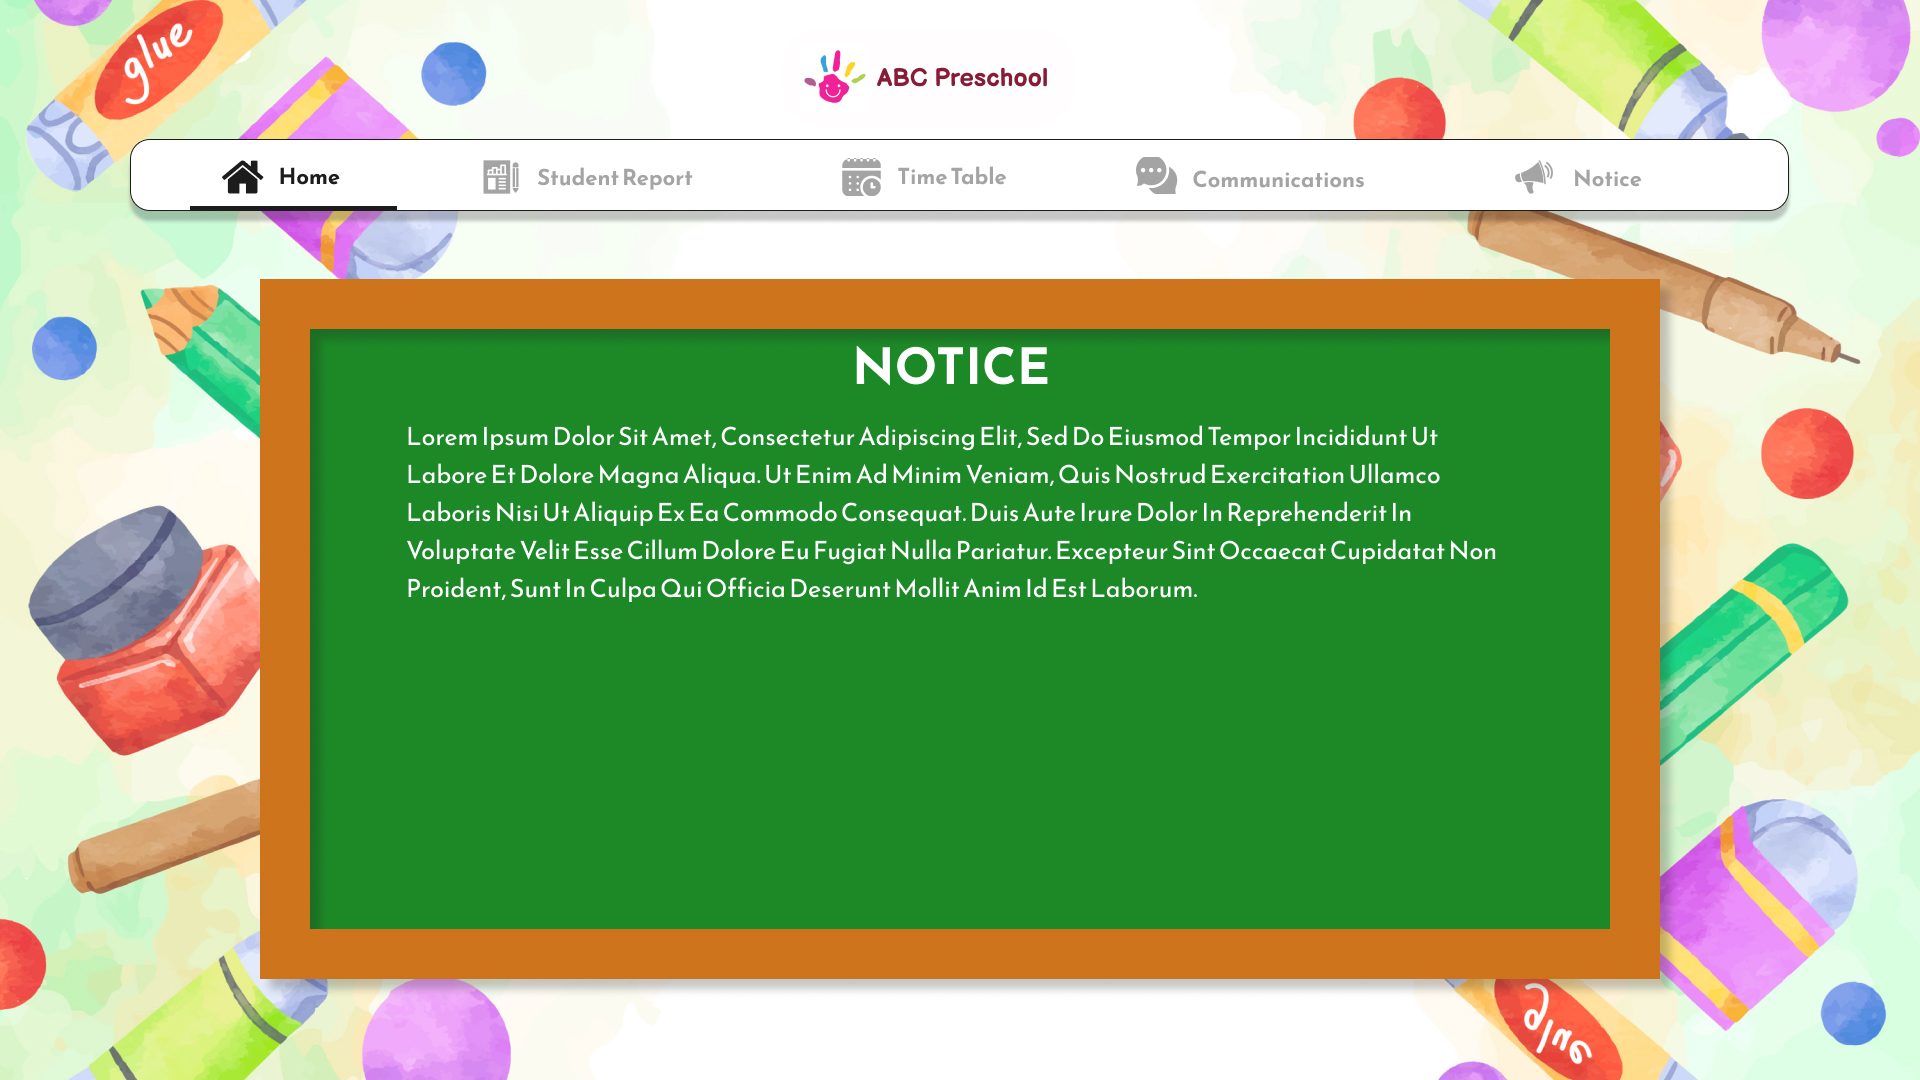 glue
ABC Preschool
Home
Student Report
Time Table
Communications
Notice
NOTICE
Lorem Ipsum Dolor Sit Amet, Consectetur Adipiscing Elit, Sed Do Eiusmod Tempor Incididunt Ut
Labore Et Dolore Magna Aliqua. Ut Enim Ad Minim Veniam, Quis Nostrud Exercitation Ullamco
Laboris Nisi Ut Aliquip Ex Ea Commodo Consequat. Duis Aute Irure Dolor In Reprehenderit In
Voluptate Velit Esse Cillum Dolore Eu Fugiat Nulla Pariatur. Excepteur Sint Occaecat Cupidatat Non
Proident, Sunt In Culpa Qui Officia Deserunt Mollit Anim Id Est Laborum.
glue